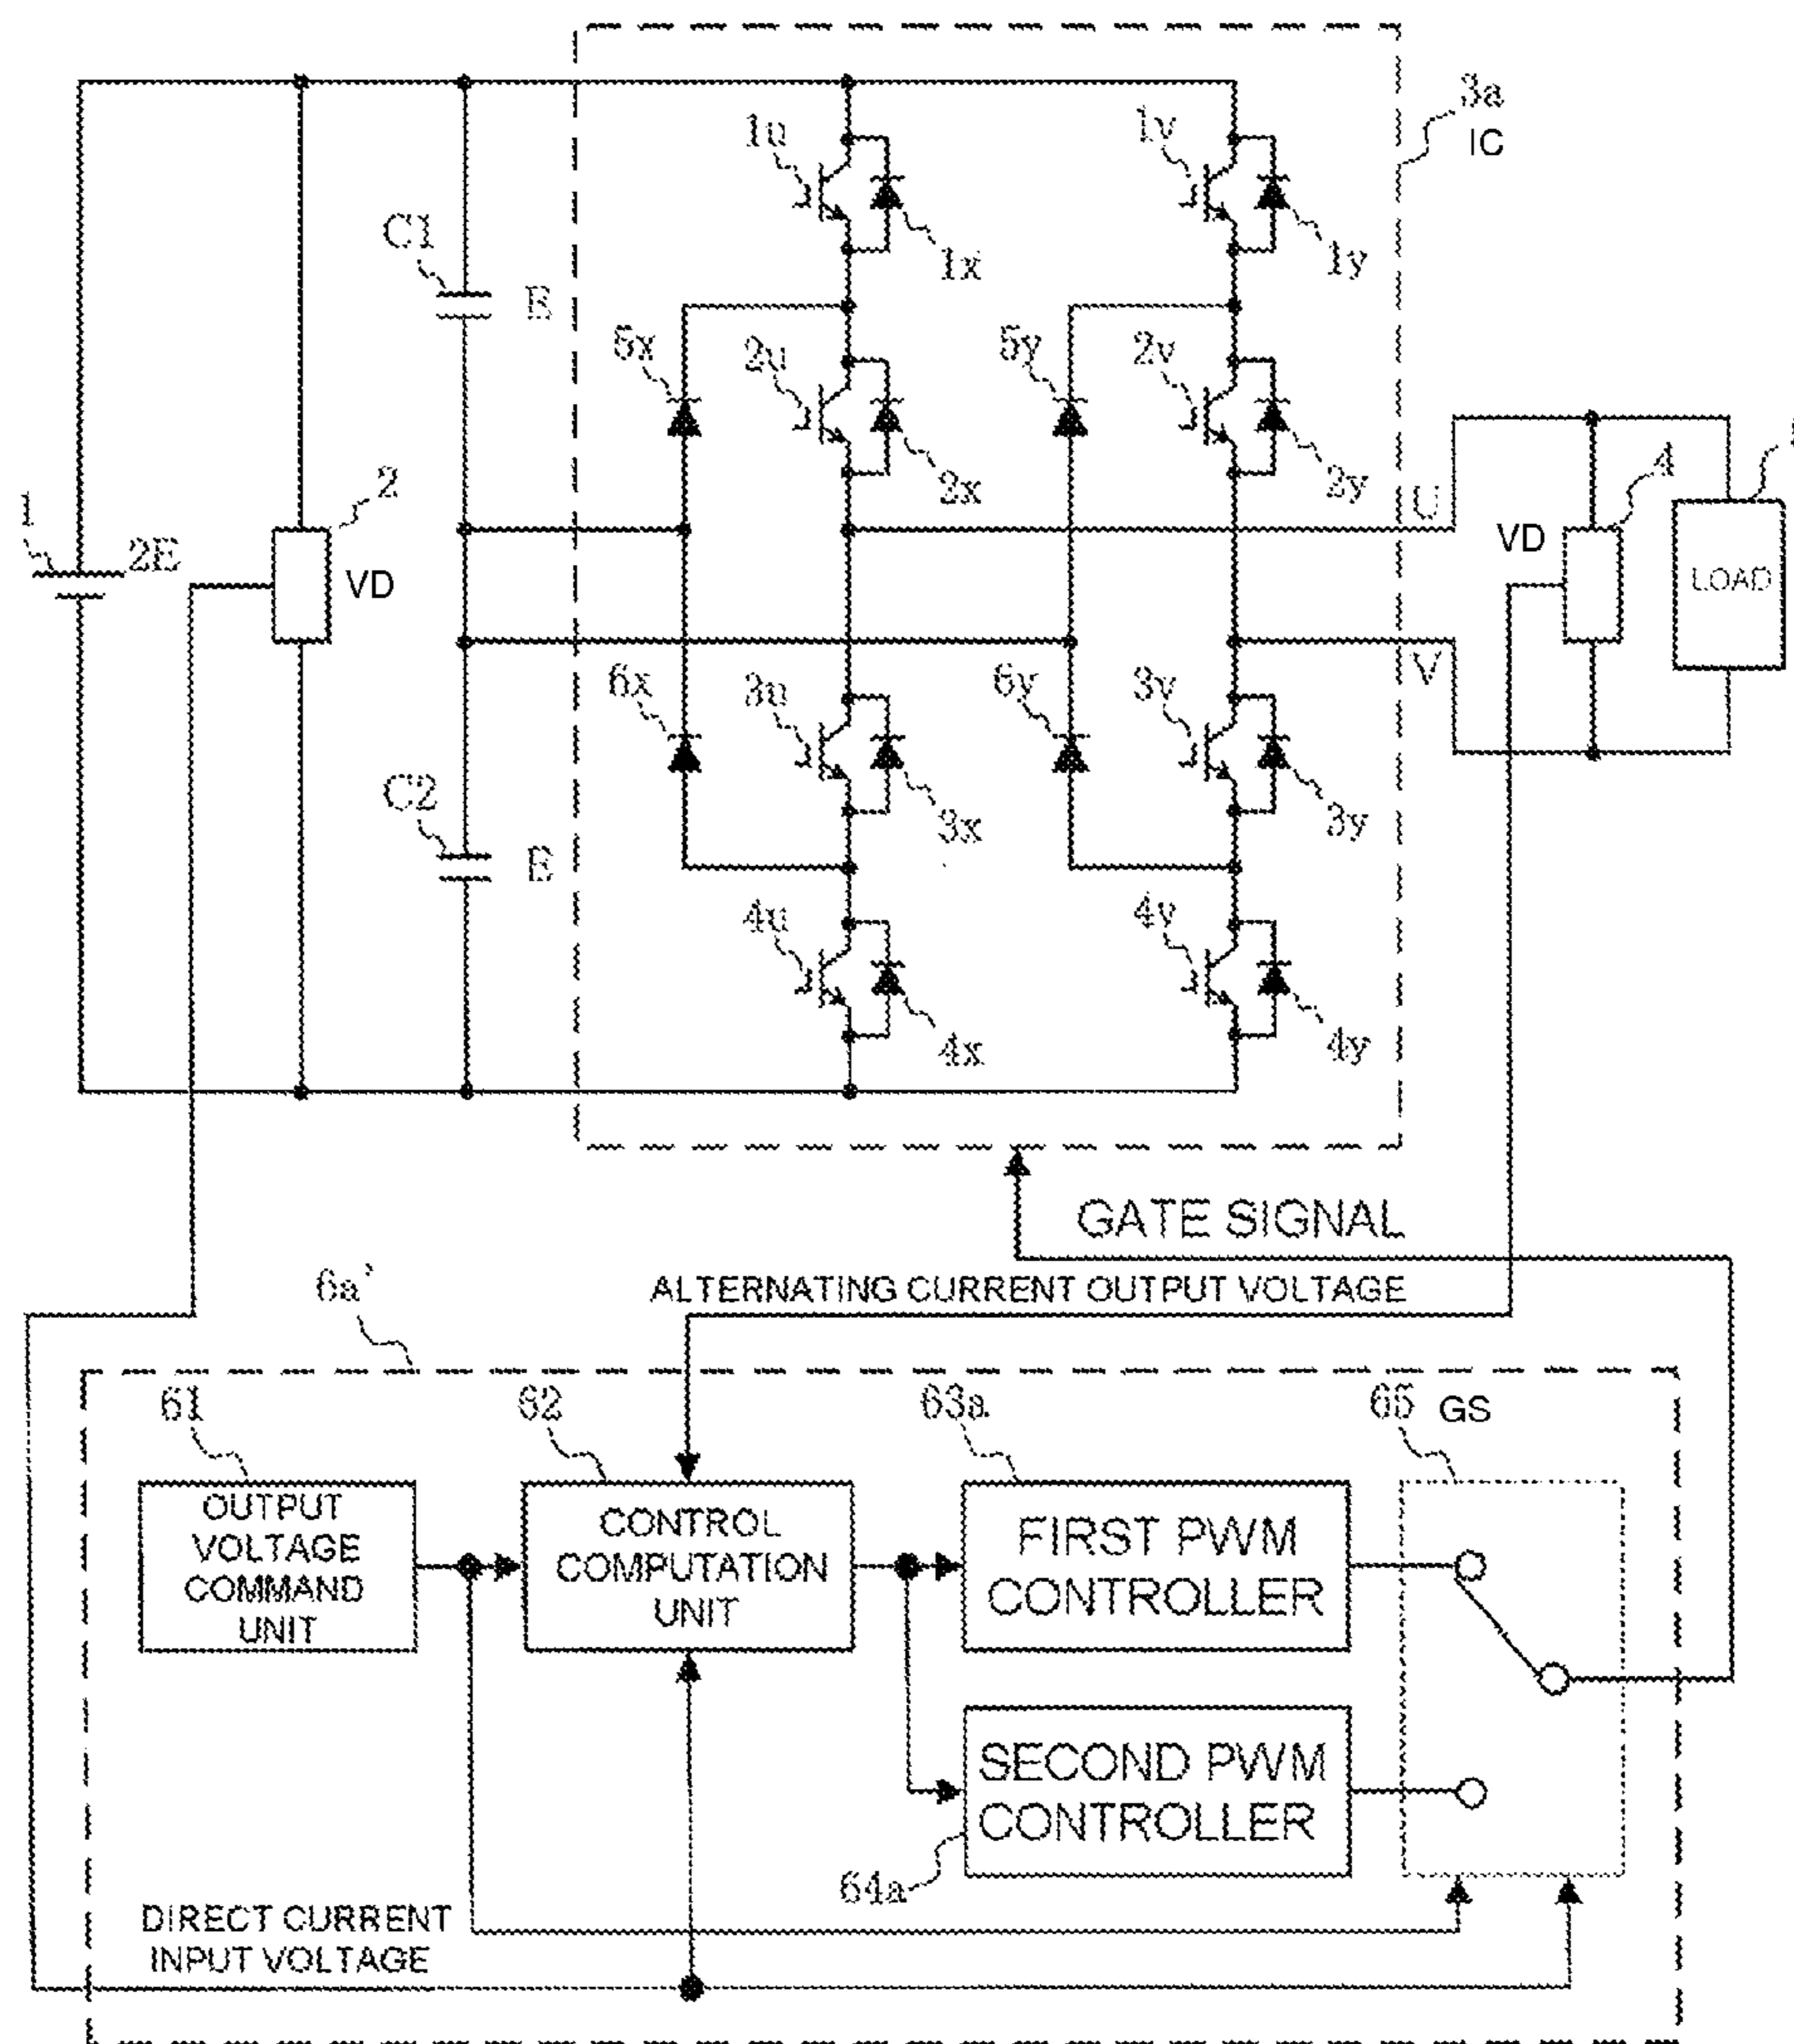 3a
IC
1u
1v
C1
E
1x
1y
5x
2u
5y
2v
2
2x
2y
4
1
2E
VD
U
VD
LOAD
V
6x
3u
6y
3v
C2
E
3x
3y
4u
4v
4x
4y
GATE SIGNAL
6a'
ALTERNATING CURRENT OUTPUT VOLTAGE
61
62
63a
65 GS
OUTPUT
VOLTAGE
COMMAND
UNIT
CONTROL
COMPUTATION
UNIT
FIRST PWM
CONTROLLER
SECOND PWM
CONTROLLER
64a
DIRECT CURRENT
INPUT VOLTAGE